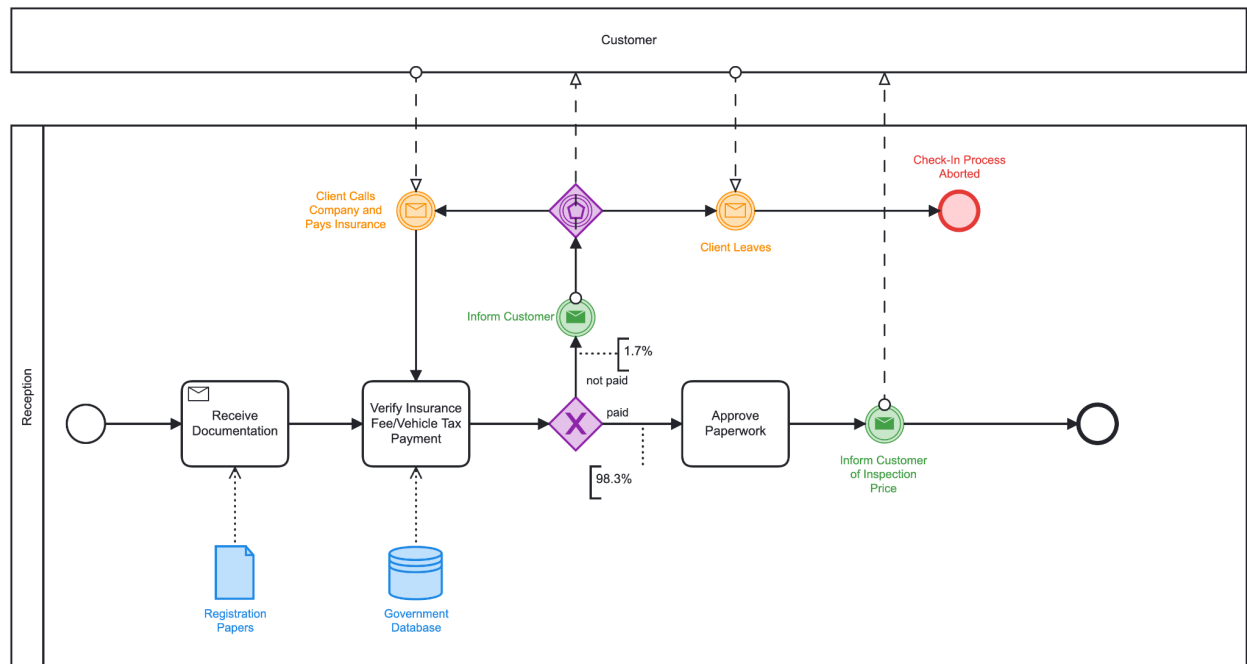 Customer
Reception
Check-In Process
Aborted
Client Calls
Company and
Pays Insurance
Client Leaves
Inform Customer
1.7%
not paid
paid
Receive
Documentation
Verify Insurance
Fee/Vehicle Tax
Payment
X
Approve
Paperwork
98.3%
Inform Customer
of Inspection
Price
Registration
Papers
Government
Database